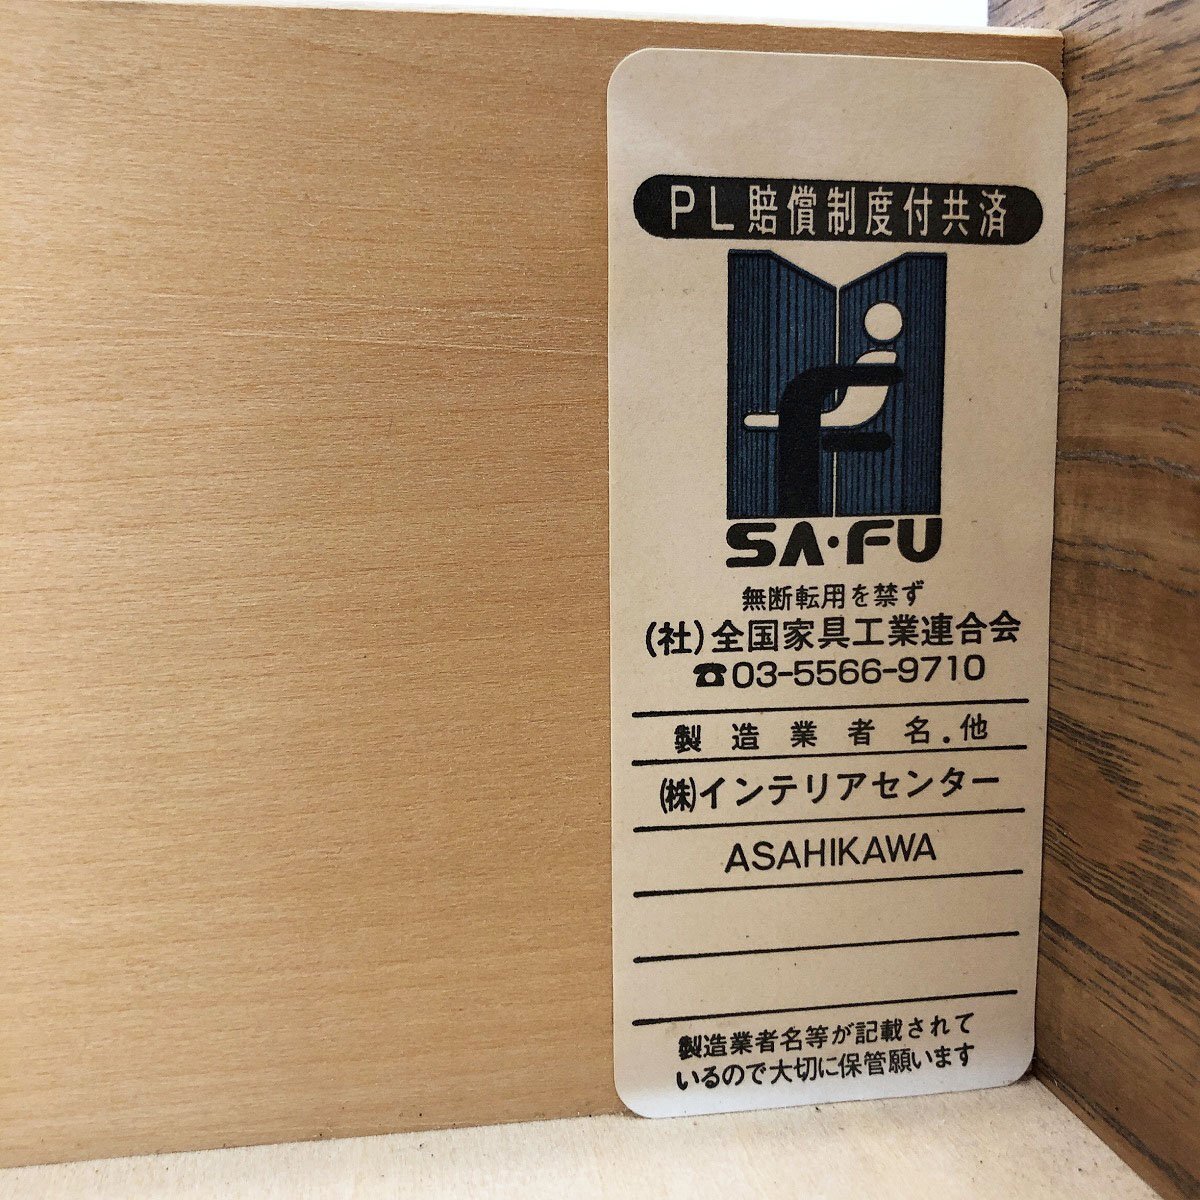 PL賠償制度付共済
SA・FU
無断転用を禁ず
(社)全国家具工業連合会
☎03-5566-9710
製造業者名.他
(株)インテリアセンター
ASAHIKAWA
製造業者名等が記載されて
いるので大切に保管願います